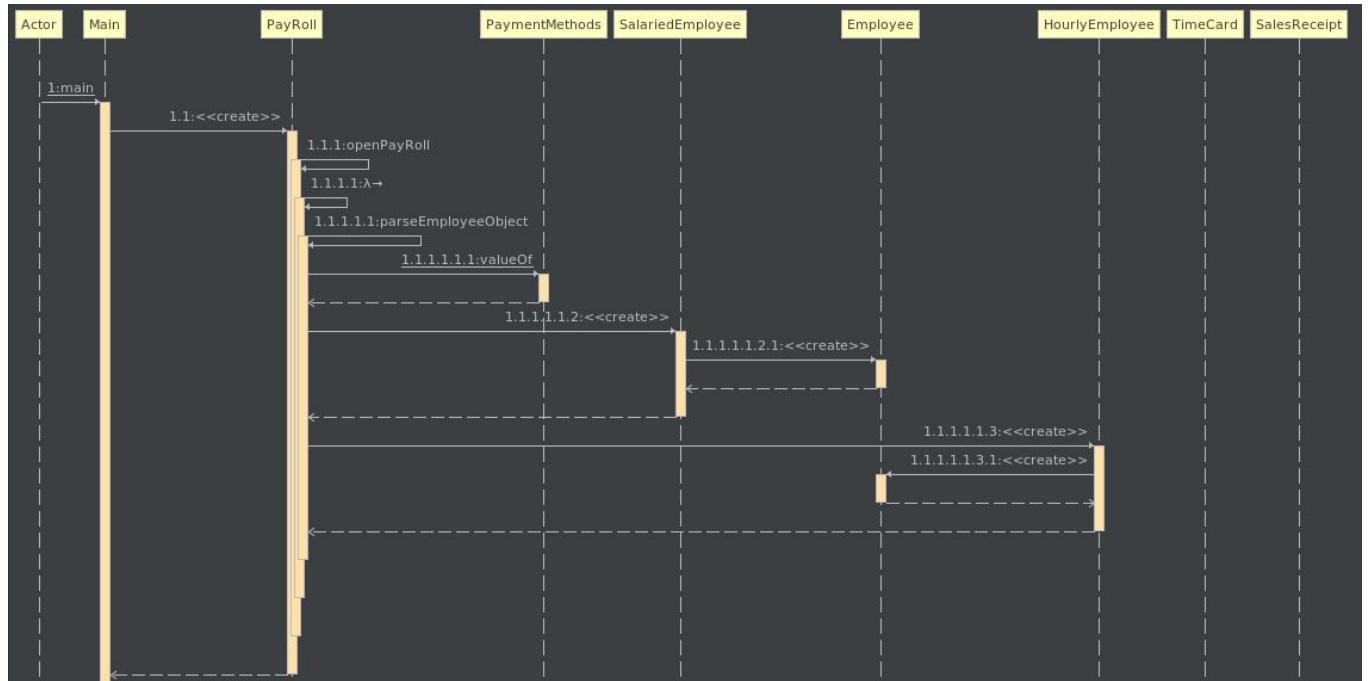 Actor
Main
PayRoll
PaymentMethods
SalariedEmployee
Employee
HourlyEmployee
TimeCard
SalesReceipt
1:main
1.1:<<create>>
1.1.1:openPayRoll
1.1.1.1:λ→
1.1.1.1.1:parseEmployeeObject
1.1.1.1.1.1:valueOf
1.1.1.1.1.2:<<create>>
1.1.1.1.1.2.1:<<create>>
1.1.1.1.1.3:<<create>>
1.1.1.1.1.3.1:<<create>>